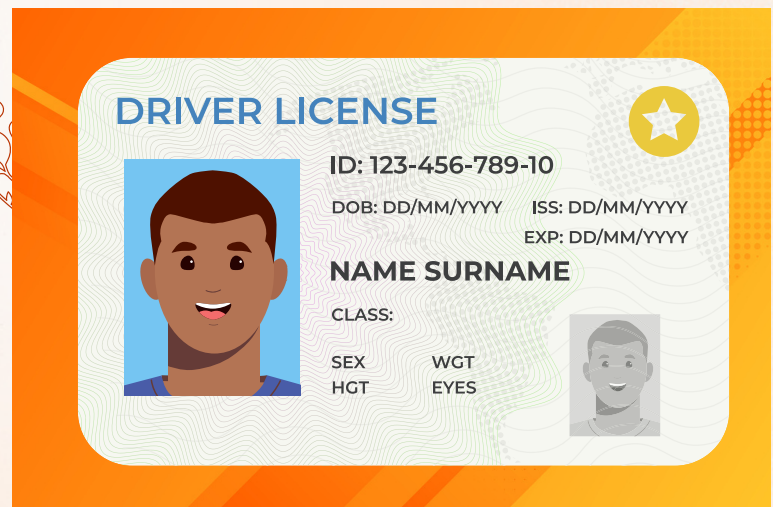 DRIVER LICENSE
ID: 123-456-789-10
DOB: DD/MM/YYYY ISS: DD/MM/YYYY
EXP: DD/MM/YYYY
NAME SURNAME
CLASS:
SEX WGT
HGT EYES